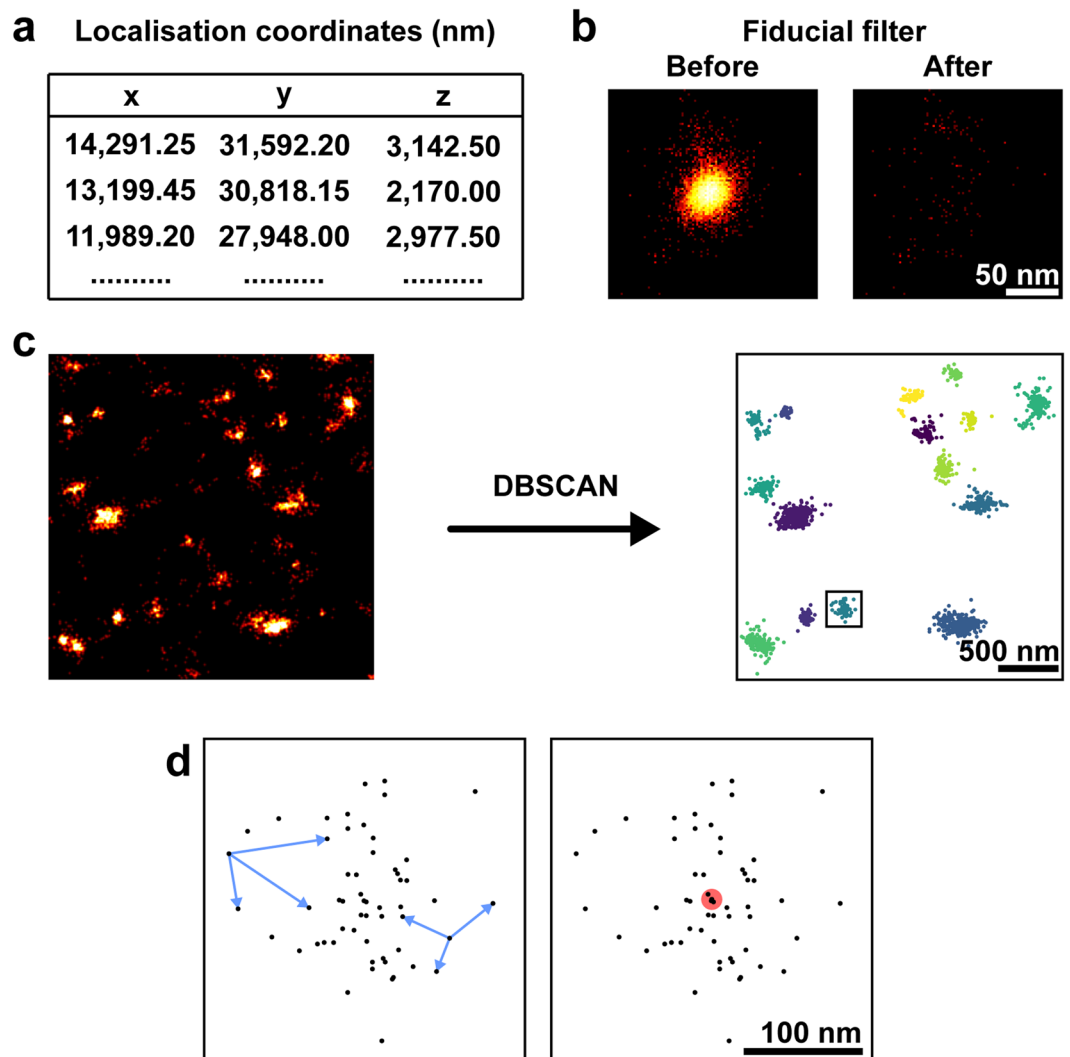 a Localisation coordinates (nm)
x y z
14,291.25 31,592.20 3,142.50
13,199.45 30,818.15 2,170.00
11,989.20 27,948.00 2,977.50
.......... .......... ..........
b Fiducial filter
Before After
50 nm
c
DBSCAN
500 nm
d
100 nm